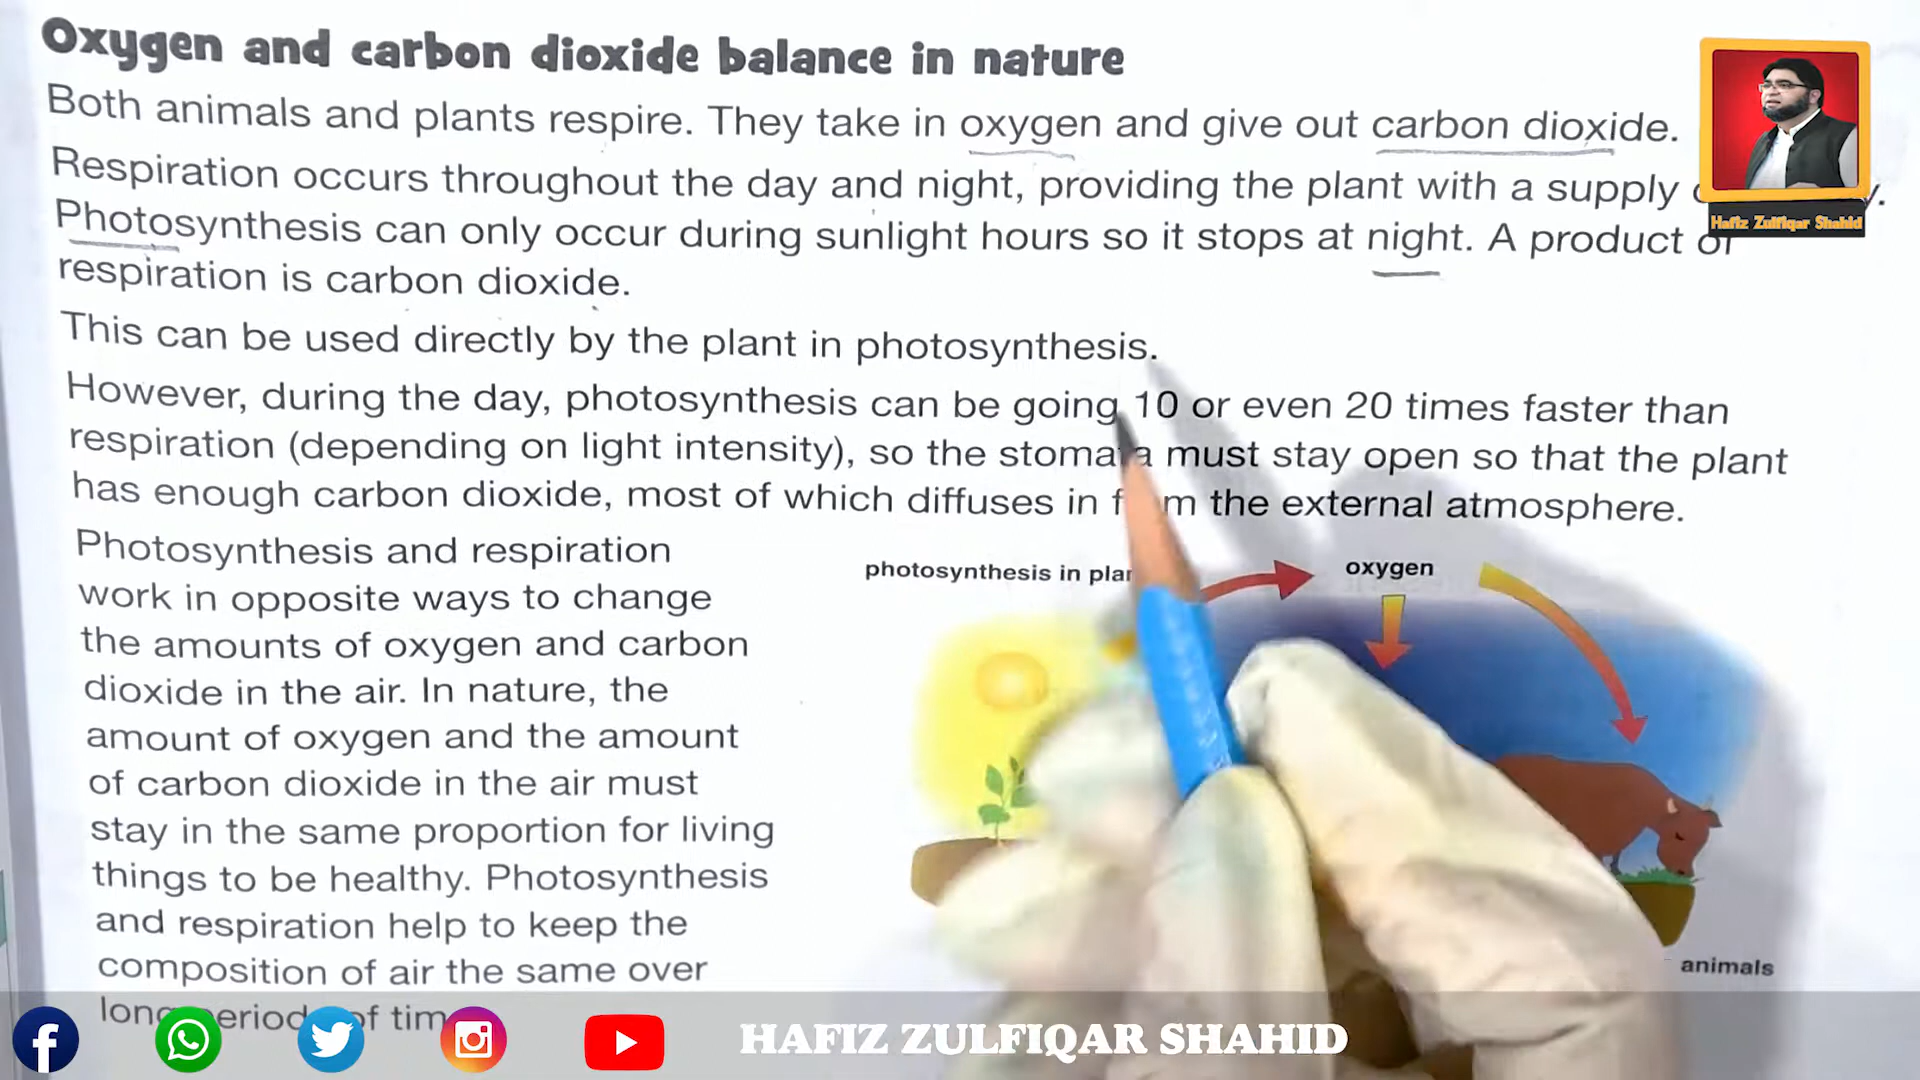 Oxygen and carbon dioxide balance in nature
Both animals and plants respire. They take in oxygen and give out carbon dioxide.
Respiration occurs throughout the day and night, providing the plant with a supply
Photosynthesis can only occur during sunlight hours so it stops at night. A product of
respiration is carbon dioxide.
This can be used directly by the plant in photosynthesis.
However, during the day, photosynthesis can be going 10 or even 20 times faster than
respiration (depending on light intensity), so the stomata must stay open so that the plant
has enough carbon dioxide, most of which diffuses in from the external atmosphere.
Photosynthesis and respiration
work in opposite ways to change
the amounts of oxygen and carbon
dioxide in the air. In nature, the
amount of oxygen and the amount
of carbon dioxide in the air must
stay in the same proportion for living
things to be healthy. Photosynthesis
and respiration help to keep the
composition of air the same over
long periods of tim
photosynthesis in plan
oxygen
animals
Hafiz Zulfiqar Shahid
HAFIZ ZULFIQAR SHAHID